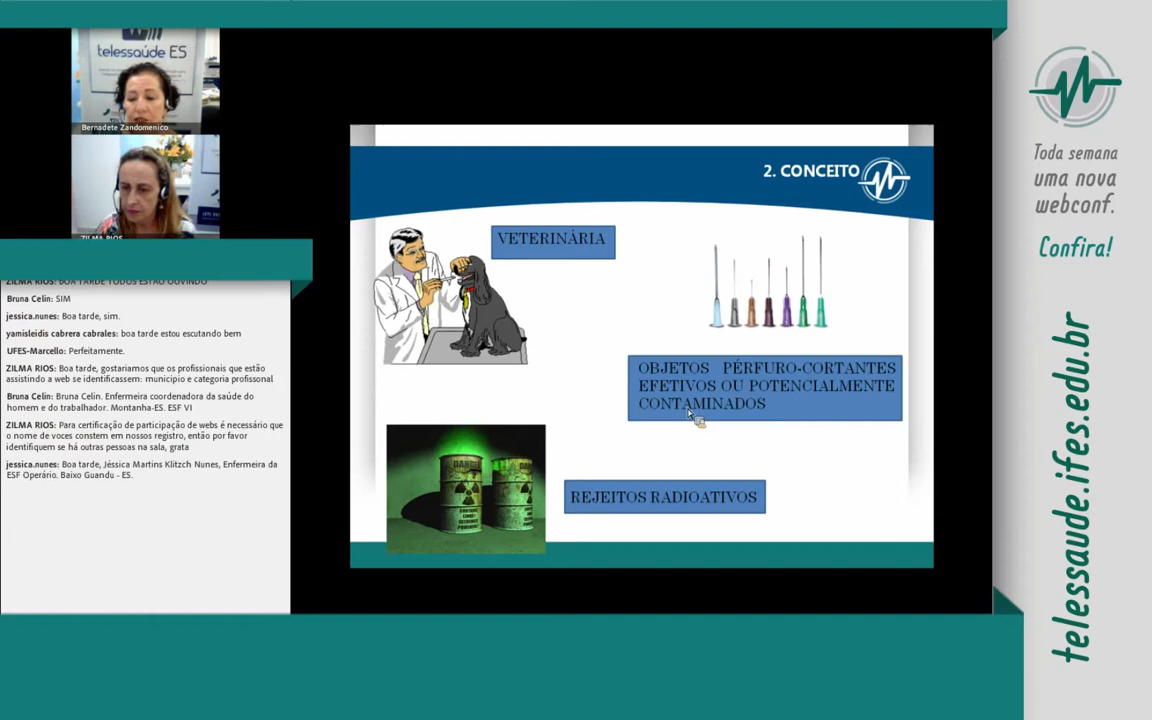 telessaúde ES
Bernadete Zandomenico
ZILMA RIOS
ZILMA RIOS: BOA TARDE TODOS ESTÃO OUVINDO
Bruna Celin: SIM
jessica.nunes: Boa tarde, sim.
yamisleidis cabrera cabrales: boa tarde estou escutando bem
UFES-Marcello: Perfeitamente.
ZILMA RIOS: Boa tarde, gostariamos que os profissionais que estão
assistindo a web se identificassem: municipio e categoria profissonal
Bruna Celin: Bruna Celin. Enfermeira coordenadora da saúde do
homem e do trabalhador. Montanha-ES. ESF VI
ZILMA RIOS: Para certificação de participação de webs é necessário que
o nome de voces constem em nossos registro, então por favor
identifiquem se há outras pessoas na sala, grata
jessica.nunes: Boa tarde, Jéssica Martins Klitzch Nunes, Enfermeira da
ESF Operário. Baixo Guandu - ES.
2. CONCEITO
VETERINÁRIA
OBJETOS PÉRFURO-CORTANTES
EFETIVOS OU POTENCIALMENTE
CONTAMINADOS
DANGER
REJEITOS RADIOATIVOS
Toda semana
uma nova
webconf.
Confira!
telessaude.ifes.edu.br